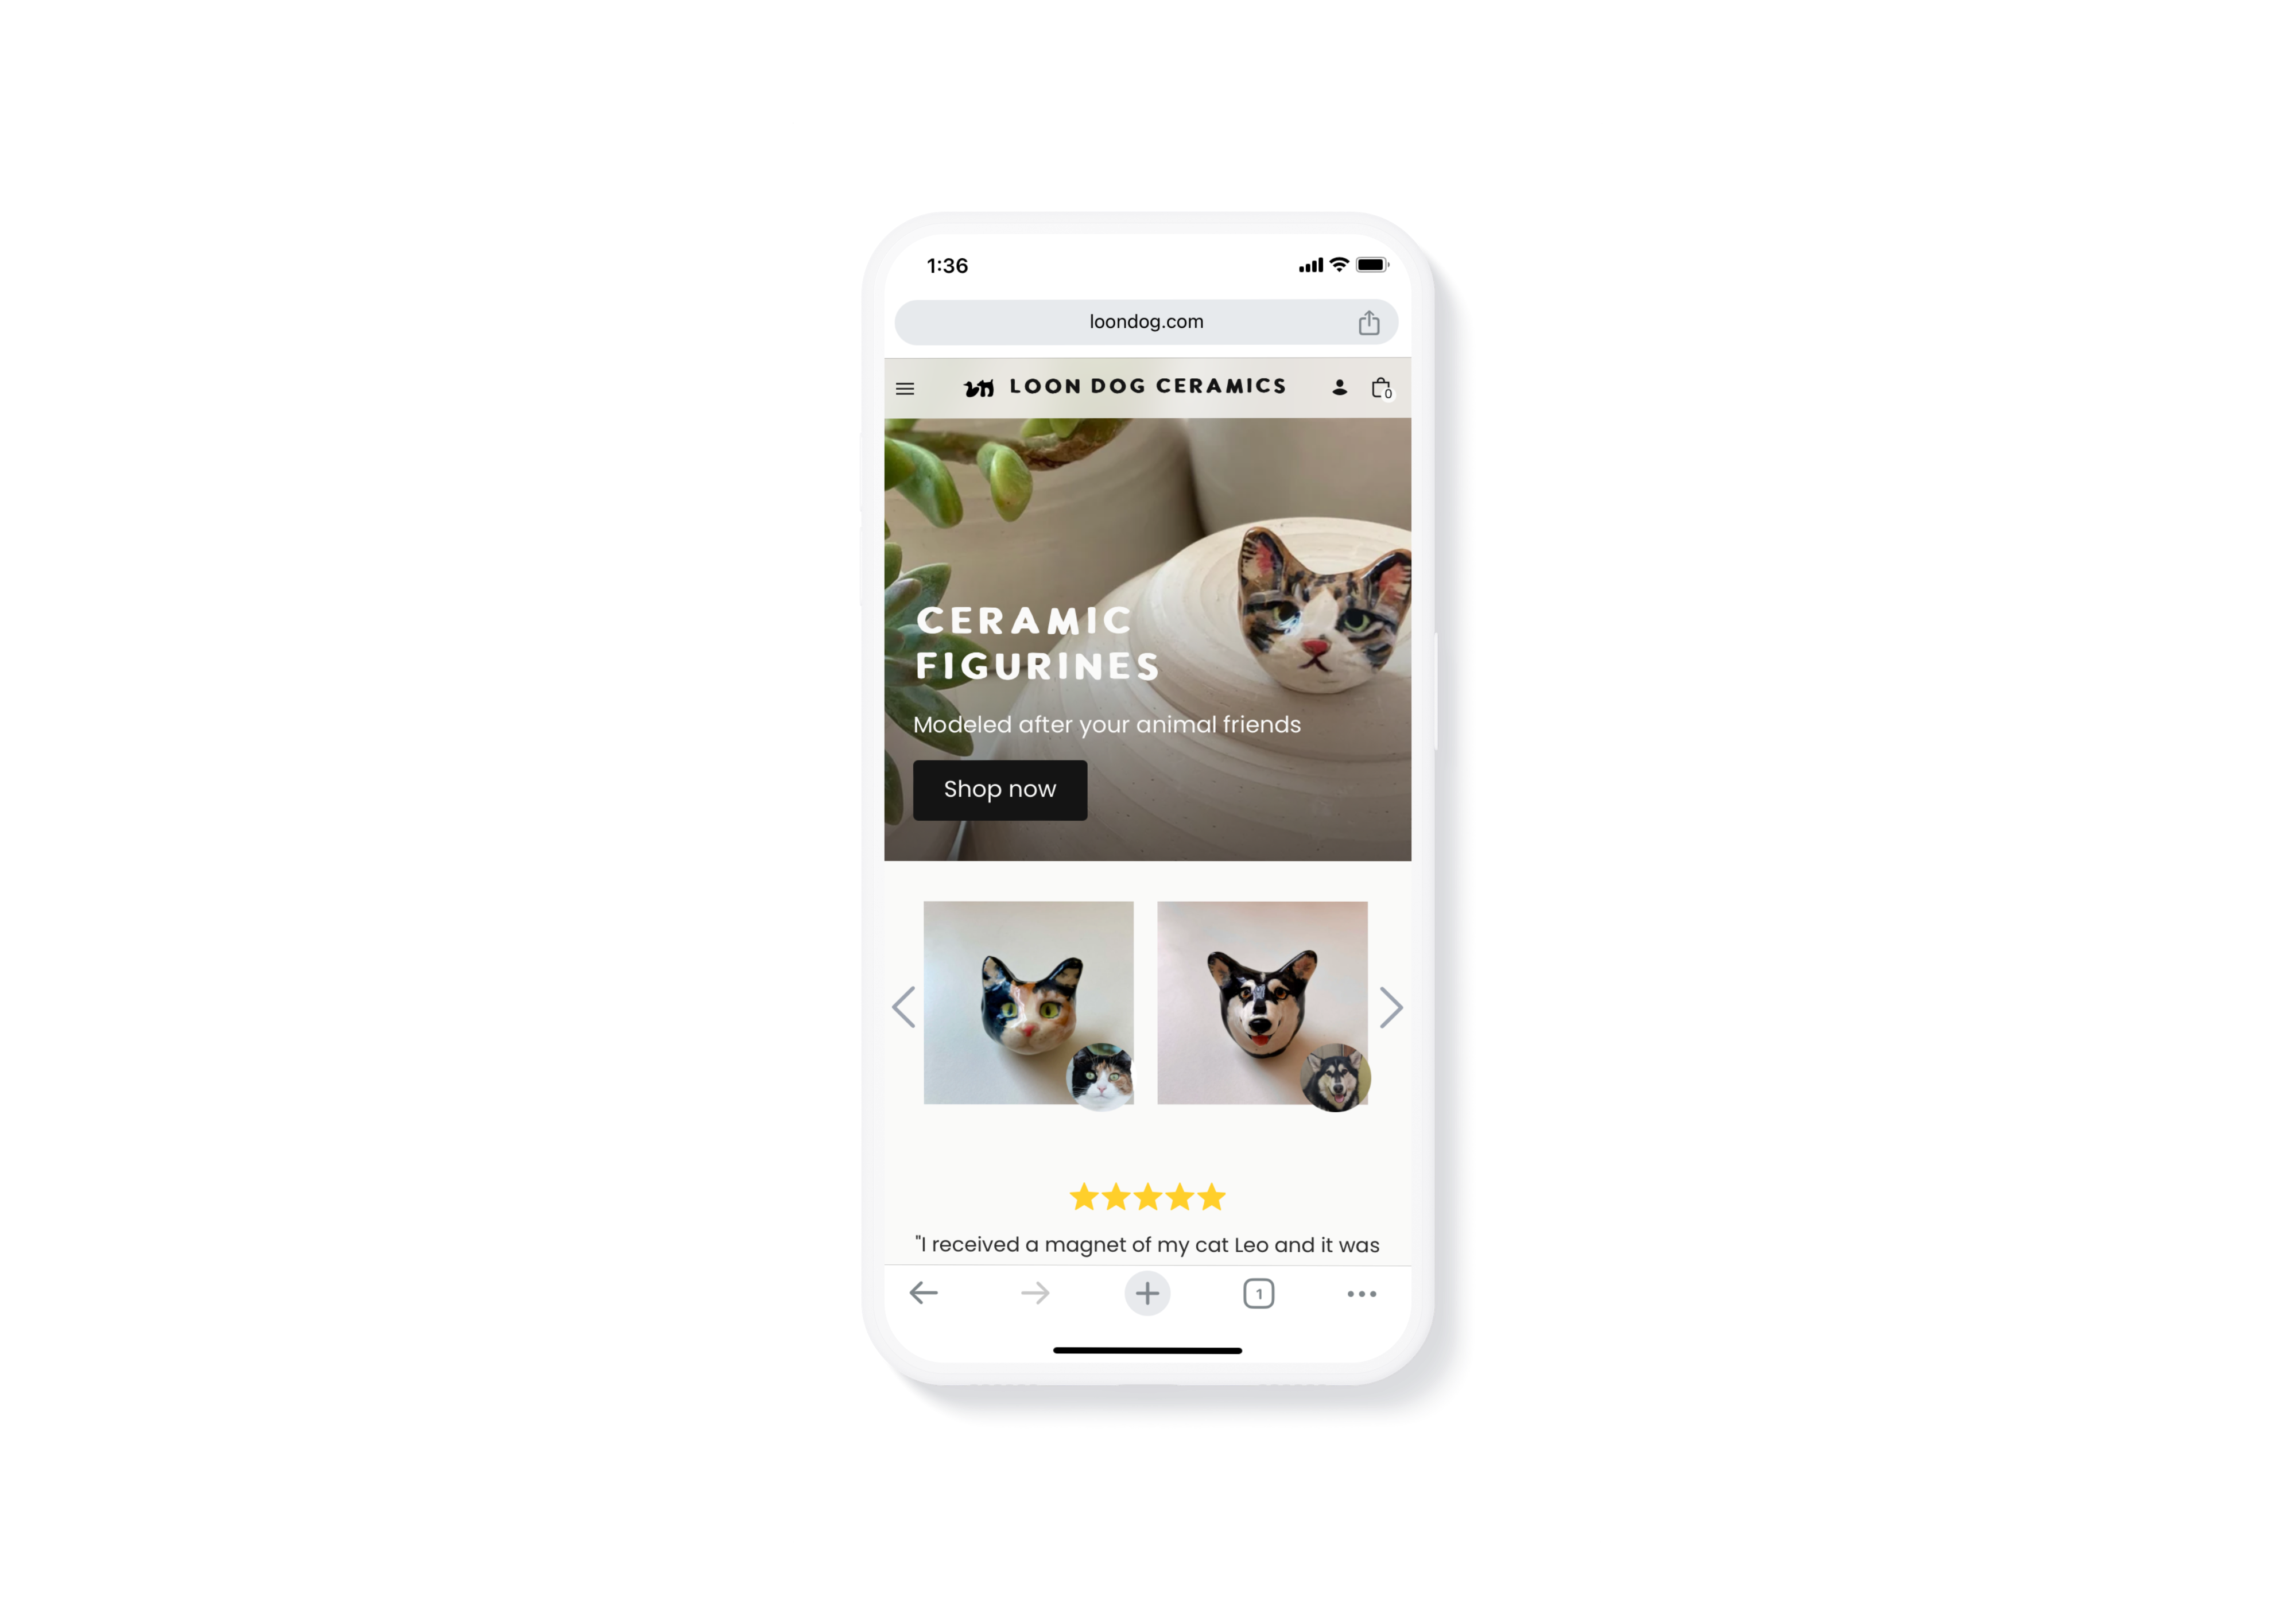 1:36
loondog.com
LOON DOG CERAMICS
0
CERAMIC
FIGURINES
Modeled after your animal friends
Shop now
"I received a magnet of my cat Leo and it was
1